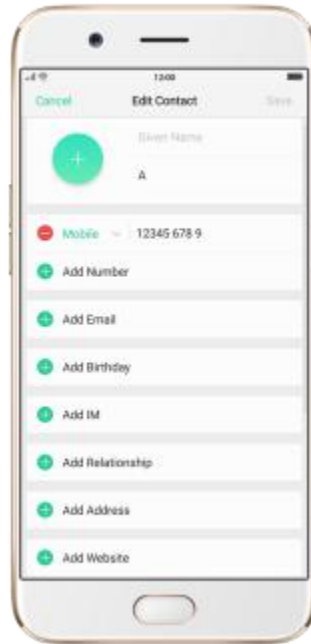 12:00
Cancel Edit Contact Save
Given Name
A
Mobile 12345 678 9
Add Number
Add Email
Add Birthday
Add IM
Add Relationship
Add Address
Add Website